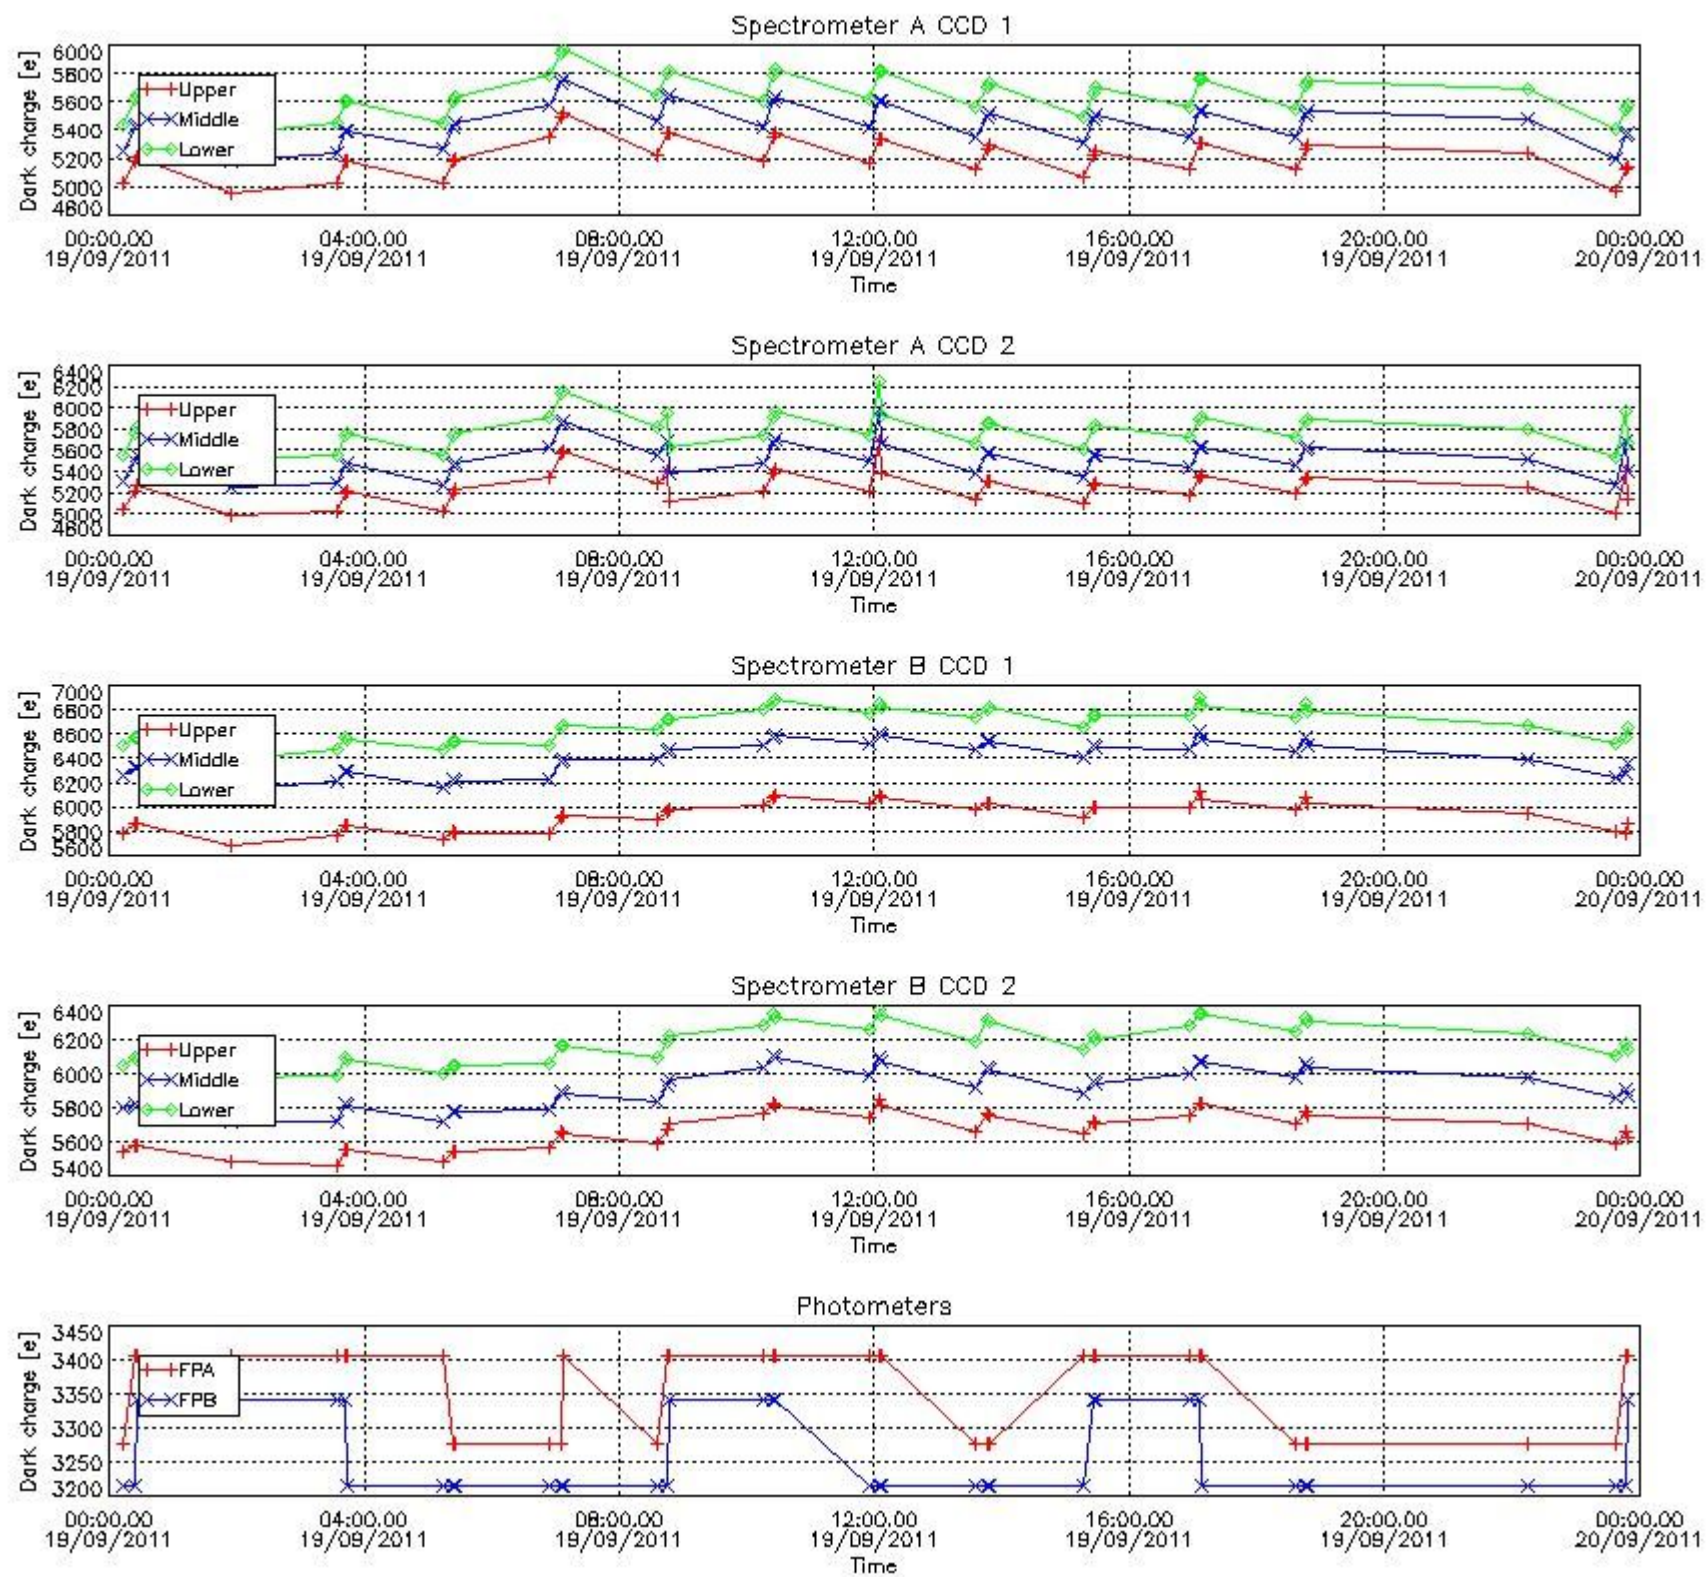 Spectrometer A CCD 1
Dark charge [e]
6000
5800
5600
5400
5200
5000
4800
Upper
Middle
Lower
00:00.00 04:00.00 08:00.00 12:00.00 16:00.00 20:00.00 00:00.00
19/09/2011 19/09/2011 19/09/2011 19/09/2011 19/09/2011 19/09/2011 20/09/2011
Time
Spectrometer A CCD 2
Dark charge [e]
6400
6200
6000
5800
5600
5400
5200
5000
4800
Upper
Middle
Lower
00:00.00 04:00.00 08:00.00 12:00.00 16:00.00 20:00.00 00:00.00
19/09/2011 19/09/2011 19/09/2011 19/09/2011 19/09/2011 19/09/2011 20/09/2011
Time
Spectrometer B CCD 1
Dark charge [e]
7000
6800
6600
6400
6200
6000
5800
5600
Upper
Middle
Lower
00:00.00 04:00.00 08:00.00 12:00.00 16:00.00 20:00.00 00:00.00
19/09/2011 19/09/2011 19/09/2011 19/09/2011 19/09/2011 19/09/2011 20/09/2011
Time
Spectrometer B CCD 2
Dark charge [e]
6400
6200
6000
5800
5600
5400
Upper
Middle
Lower
00:00.00 04:00.00 08:00.00 12:00.00 16:00.00 20:00.00 00:00.00
19/09/2011 19/09/2011 19/09/2011 19/09/2011 19/09/2011 19/09/2011 20/09/2011
Time
Photometers
Dark charge [e]
3450
3400
3350
3300
3250
3200
FPA
FPB
00:00.00 04:00.00 08:00.00 12:00.00 16:00.00 20:00.00 00:00.00
19/09/2011 19/09/2011 19/09/2011 19/09/2011 19/09/2011 19/09/2011 20/09/2011
Time